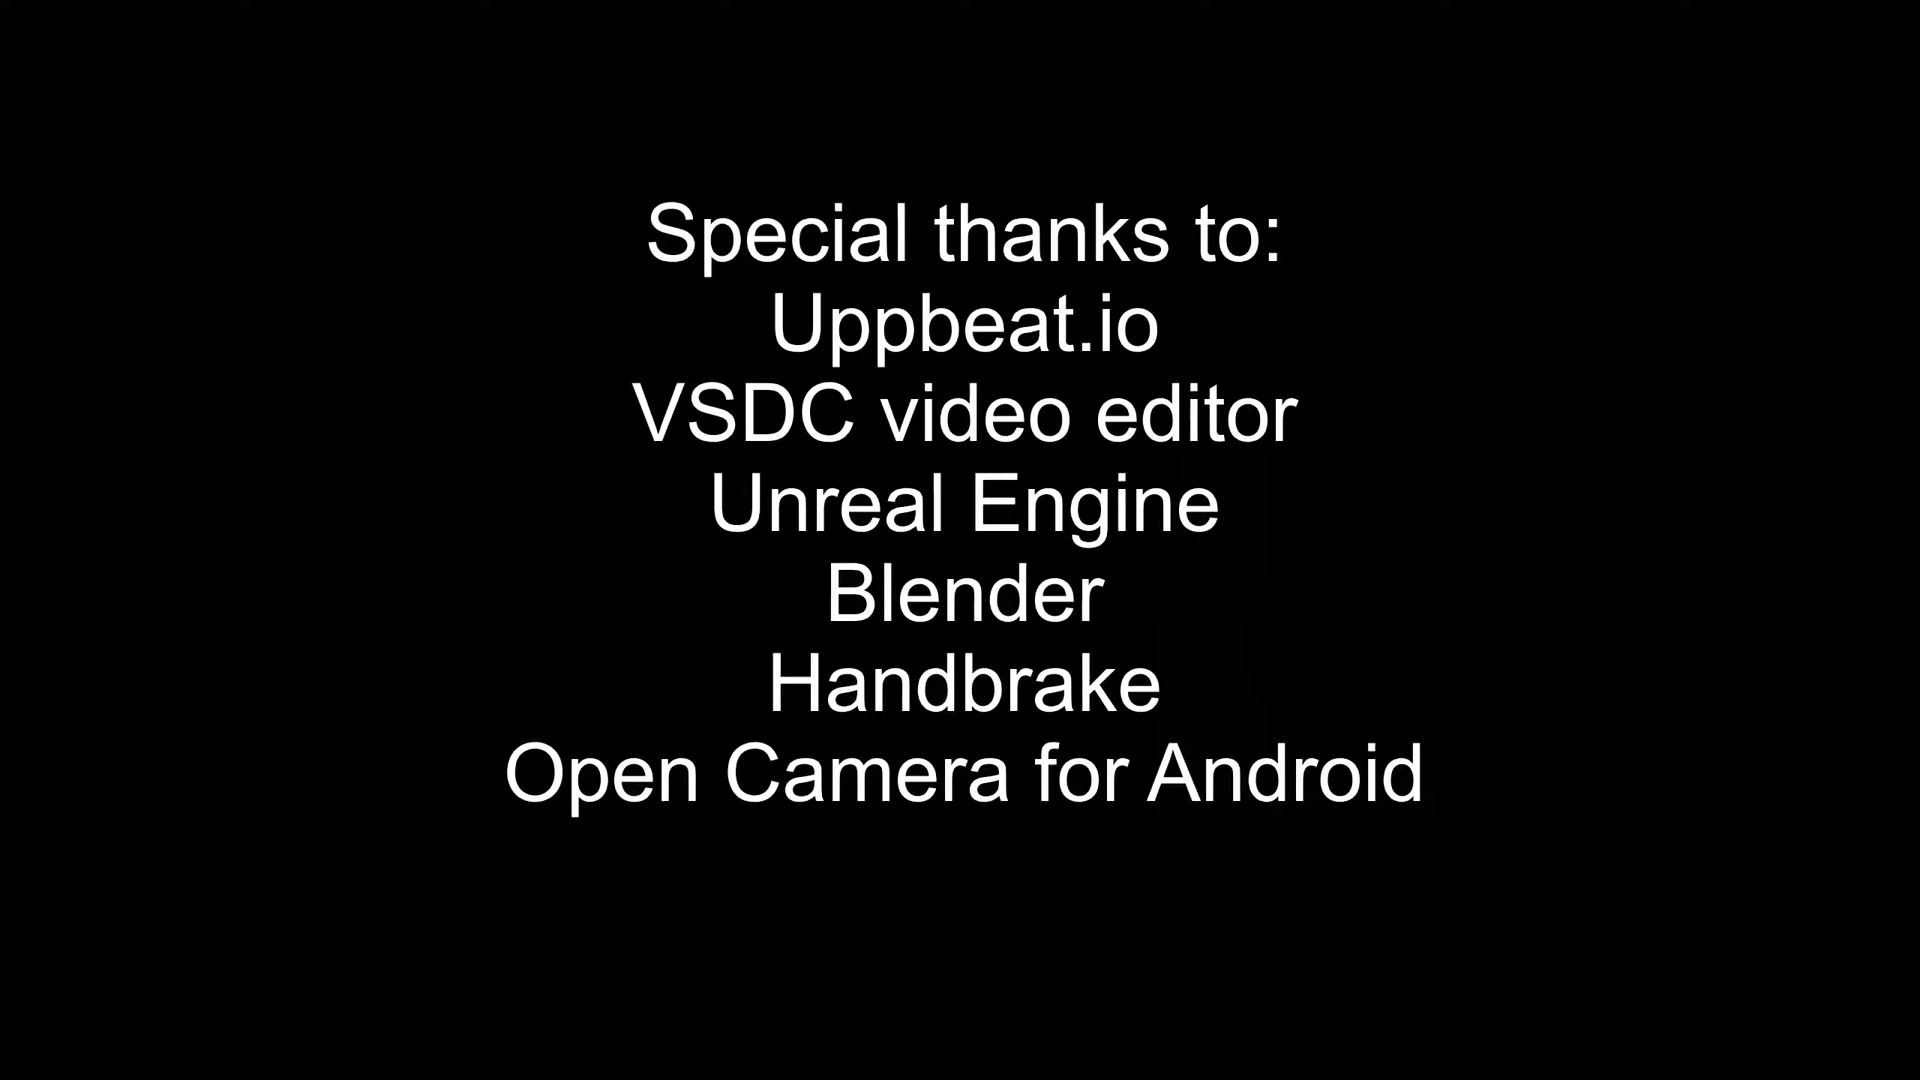 Special thanks to:
Uppbeat.io
VSDC video editor
Unreal Engine
Blender
Handbrake
Open Camera for Android